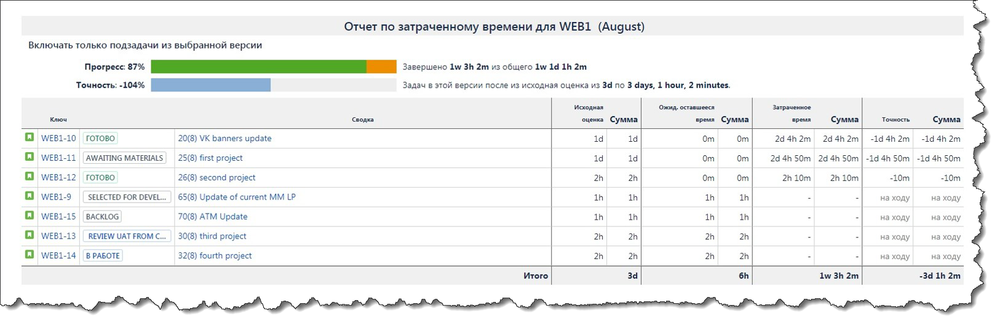 Отчет по затраченному времени для WEB1 (August)
Включать только подзадачи из выбранной версии
Прогресс: 87% Завершено 1w 3h 2m из общего 1w 1d 1h 2m
Точность: -104% Задач в этой версии после из исходная оценка из 3d по 3 days, 1 hour, 2 minutes.
Исходная Ожид. оставшееся Затраченное
Ключ Сводка оценка Сумма время Сумма время Сумма Точность Сумма
WEB1-10 ГОТОВО 20(8) VK banners update 1d 1d 0m 0m 2d 4h 2m 2d 4h 2m -1d 4h 2m -1d 4h 2m
WEB1-11 AWAITING MATERIALS 25(8) first project 1d 1d 0m 0m 2d 4h 50m 2d 4h 50m -1d 4h 50m -1d 4h 50m
WEB1-12 ГОТОВО 26(8) second project 2h 2h 0m 0m 2h 10m 2h 10m -10m -10m
WEB1-9 SELECTED FOR DEVEL... 65(8) Update of current MM LP 1h 1h 1h 1h - - на ходу на ходу
WEB1-15 BACKLOG 70(8) ATM Update 1h 1h 1h 1h - - на ходу на ходу
WEB1-13 REVIEW UAT FROM C... 30(8) third project 2h 2h 2h 2h - - на ходу на ходу
WEB1-14 В РАБОТЕ 32(8) fourth project 2h 2h 2h 2h - - на ходу на ходу
Итого 3d 6h 1w 3h 2m -3d 1h 2m